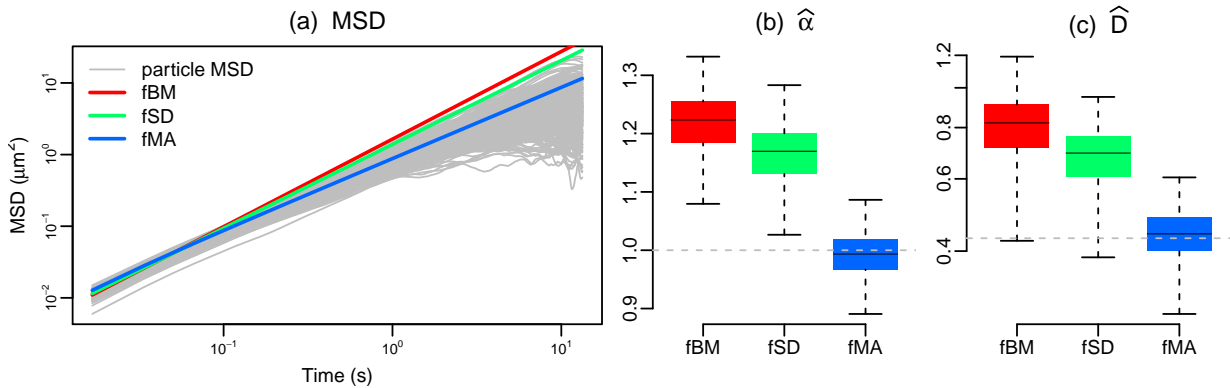 (a) MSD
MSD (μm²)
10¹
10⁰
10⁻¹
10⁻²
particle MSD
fBM
fSD
fMA
10⁻¹
10⁰
10¹
Time (s)
(b) α̂
1.3
1.2
1.1
1.0
0.9
fBM
fSD
fMA
(c) D̂
1.2
0.8
0.6
0.4
fBM
fSD
fMA